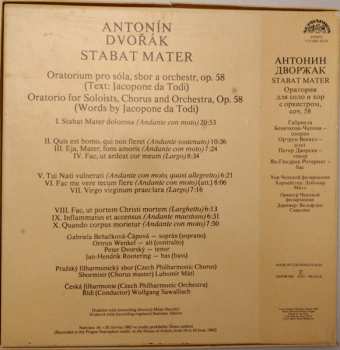 ANTONÍN
DVOŘÁK
STABAT MATER
Oratorium pro sóla, sbor a orchestr, op. 58
(Text: Jacopone da Todi)
Oratorio for Soloists, Chorus and Orchestra, Op. 58
(Words by Jacopone da Todi)
I. Stabat Mater dolorosa (Andante con moto) 20:53
II. Quis est homo, qui non fleret (Andante sostenuto) 10:36
III. Eja, Mater, fons amoris (Andante con moto) 7:24
IV. Fac, ut ardeat cor meum (Largo) 8:34
V. Tui Nati vulnerati (Andante con moto, quasi allegretto) 6:21
VI. Fac me vere tecum flere (Andante con moto) 6:06
VII. Virgo virginum praeclara (Largo) 7:16
VIII. Fac, ut portem Christi mortem (Larghetto) 6:13
IX. Inflammatus et accensus (Andante maestoso) 6:31
X. Quando corpus morietur (Andante con moto) 7:50
Gabriela Beňačková-Čápová — soprán (soprano)
Ortrun Wenkel — alt (contralto)
Peter Dvorský — tenor
Jan-Hendrik Rootering — bas (bass)
Pražský filharmonický sbor (Czech Philharmonic Chorus)
Sbormistr (Chorus master) Lubomír Mátl
Česká filharmonie (Czech Philharmonic Orchestra)
Řídí (Conductor) Wolfgang Sawallisch
АНТОНИН
ДВОРЖАК
STABAT MATER
Оратория
для соло и хор
с оркестром,
соч. 58
Хор Чешской филармонии
Оркестр Чешской
филармонии